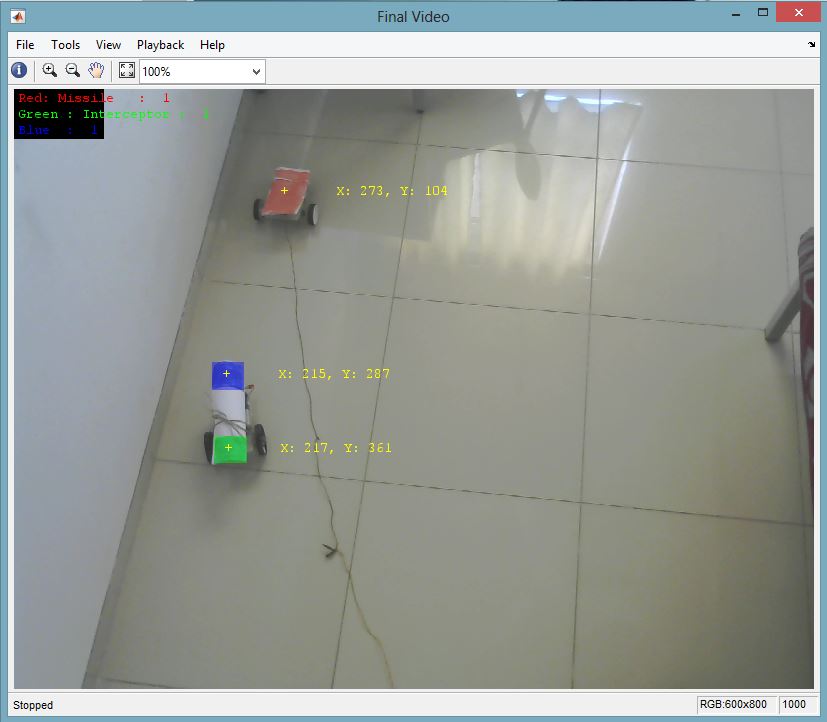 Final Video
File Tools View Playback Help
100%
Red: Missile : 1
Green : Interceptor : 1
Blue : 1
X: 273, Y: 104
X: 215, Y: 287
X: 217, Y: 361
Stopped
RGB:600x800 1000